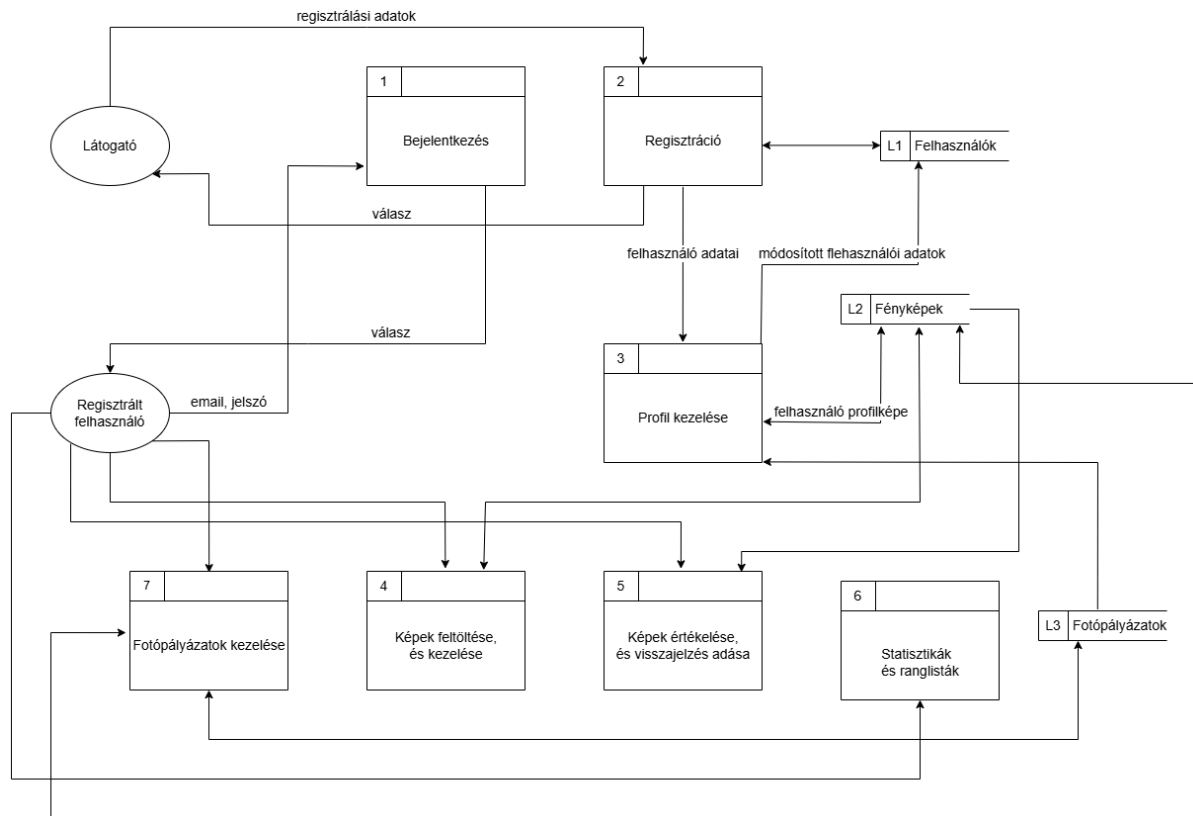 regisztrálási adatok
1
2
Látogató
Bejelentkezés
Regisztráció
L1
Felhasználók
válasz
felhasználó adatai
módosított flehasználói adatok
L2
Fényképek
válasz
3
Regisztrált
felhasználó
email, jelszó
Profil kezelése
felhasználó profilképe
7
4
5
6
Fotópályázatok kezelése
Képek feltöltése,
és kezelése
Képek értékelése,
és visszajelzés adása
Statisztikák
és ranglisták
L3
Fotópályázatok